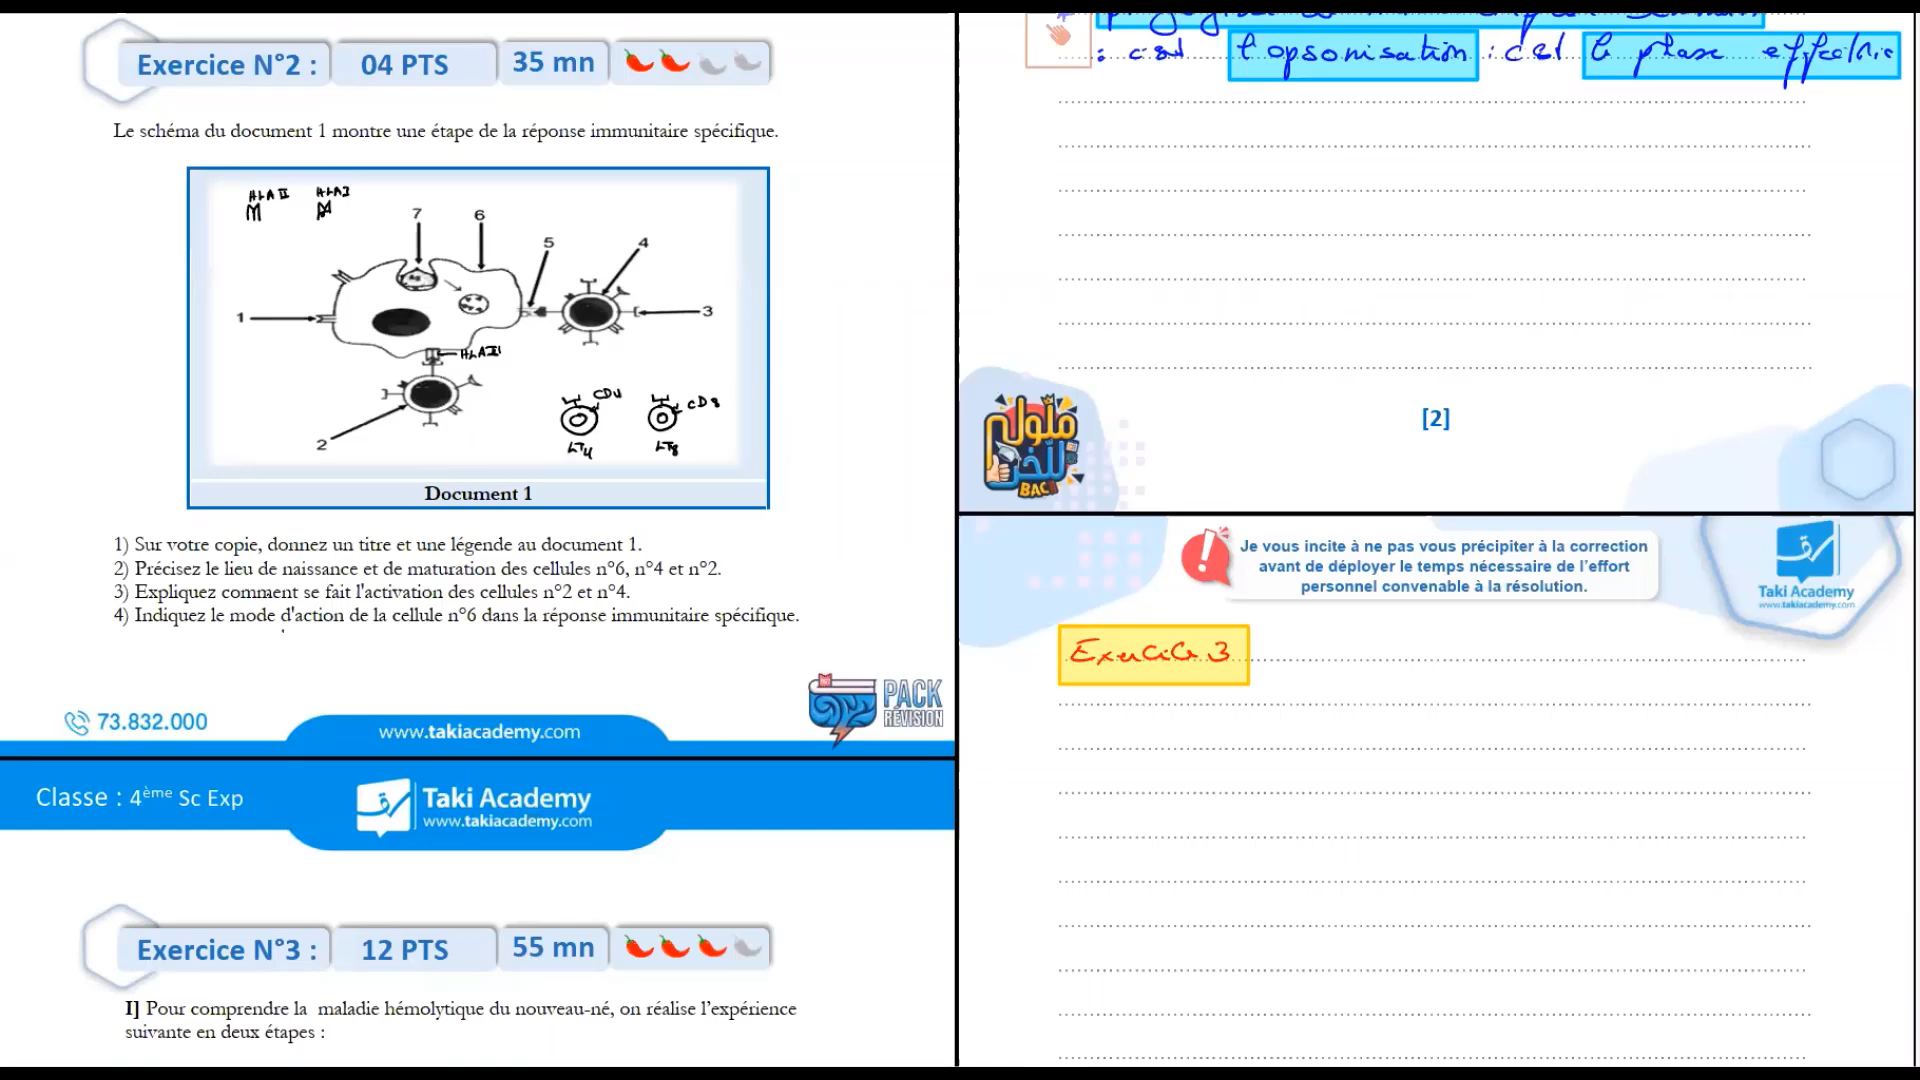 Exercice N°2 : 04 PTS 35 mn
Le schéma du document 1 montre une étape de la réponse immunitaire spécifique.
HLA II HLA I
7 6
5 4
1 3
HLA II
CD4 CD8
2 LT4 LT8
Document 1
1) Sur votre copie, donnez un titre et une légende au document 1.
2) Précisez le lieu de naissance et de maturation des cellules n°6, n°4 et n°2.
3) Expliquez comment se fait l'activation des cellules n°2 et n°4.
4) Indiquez le mode d'action de la cellule n°6 dans la réponse immunitaire spécifique.
73.832.000
www.takiacademy.com
PACK
RÉVISION
Classe : 4ème Sc Exp
Taki Academy
www.takiacademy.com
Exercice N°3 : 12 PTS 55 mn
I] Pour comprendre la maladie hémolytique du nouveau-né, on réalise l'expérience
suivante en deux étapes :
: c'est l'opsonisation : c'est la phase effectrice
BAC
[2]
Je vous incite à ne pas vous précipiter à la correction
avant de déployer le temps nécessaire de l'effort
personnel convenable à la résolution.
Taki Academy
www.takiacademy.com
Exercice 3